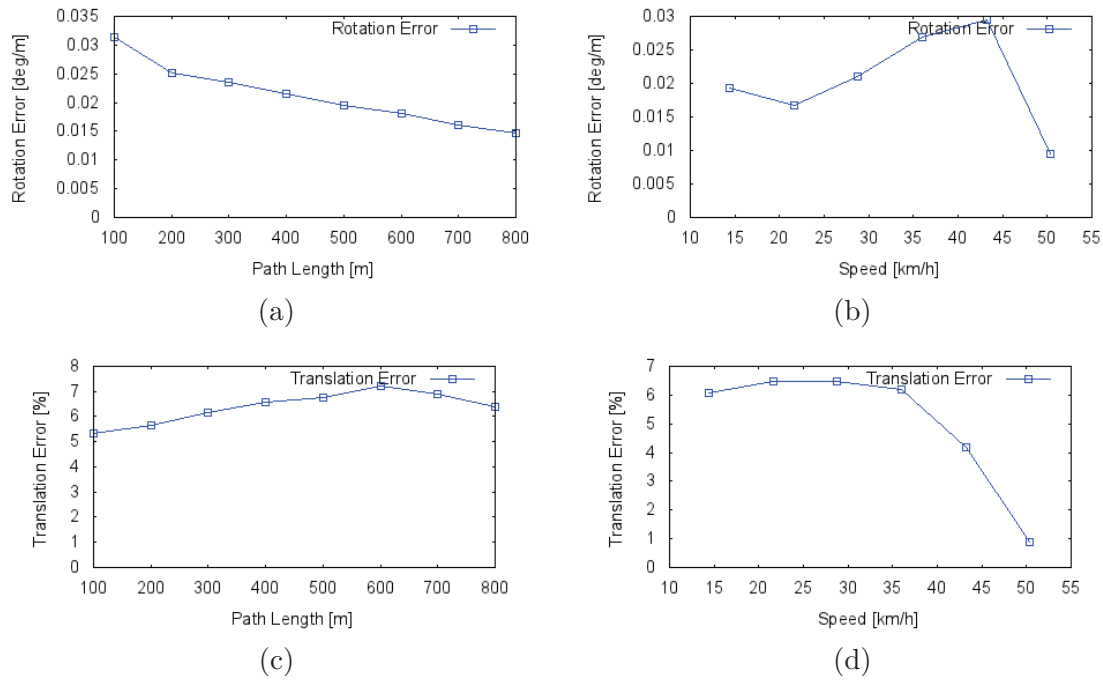 Rotation Error [deg/m]
0.035
0.03
0.025
0.02
0.015
0.01
0.005
0
Rotation Error
100 200 300 400 500 600 700 800
Path Length [m]
(a)
Rotation Error [deg/m]
0.03
0.025
0.02
0.015
0.01
0.005
0
Rotation Error
10 15 20 25 30 35 40 45 50 55
Speed [km/h]
(b)
Translation Error [%]
8
7
6
5
4
3
2
1
0
Translation Error
100 200 300 400 500 600 700 800
Path Length [m]
(c)
Translation Error [%]
7
6
5
4
3
2
1
0
Translation Error
10 15 20 25 30 35 40 45 50 55
Speed [km/h]
(d)